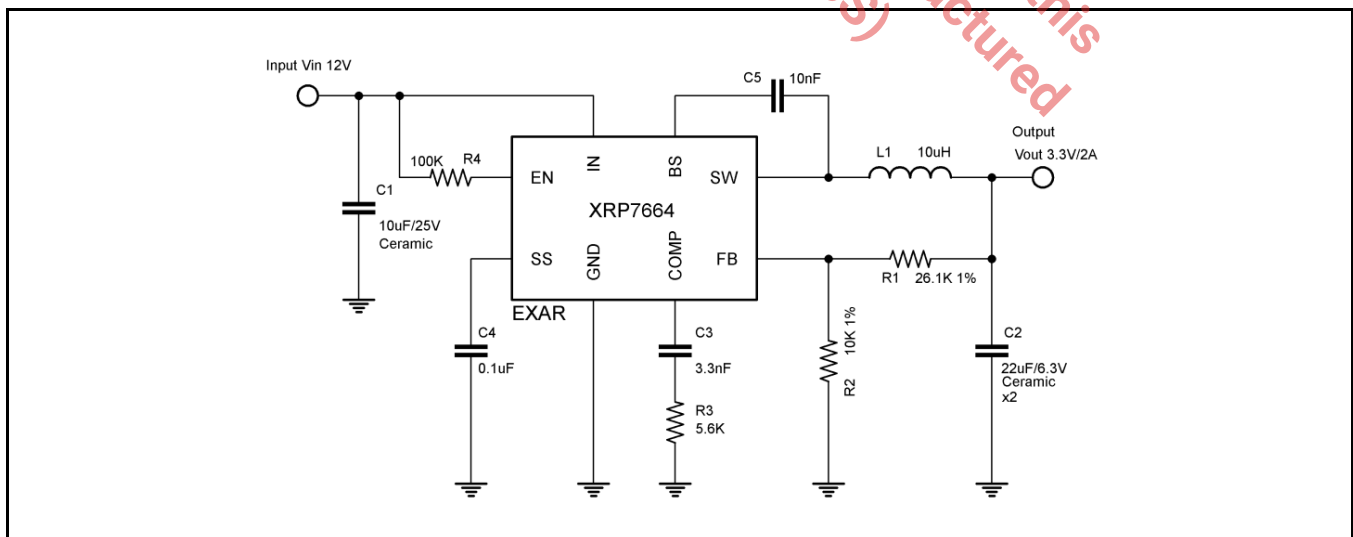 this
S)
actured
Input Vin 12V
C5 10nF
Output
Vout 3.3V/2A
L1 10uH
100K R4
EN
IN
BS
SW
C1
10uF/25V
Ceramic
XRP7664
SS
GND
COMP
FB
R1 26.1K 1%
EXAR
C4
0.1uF
C3
3.3nF
R2 10K 1%
C2
22uF/6.3V
Ceramic
x2
R3
5.6K